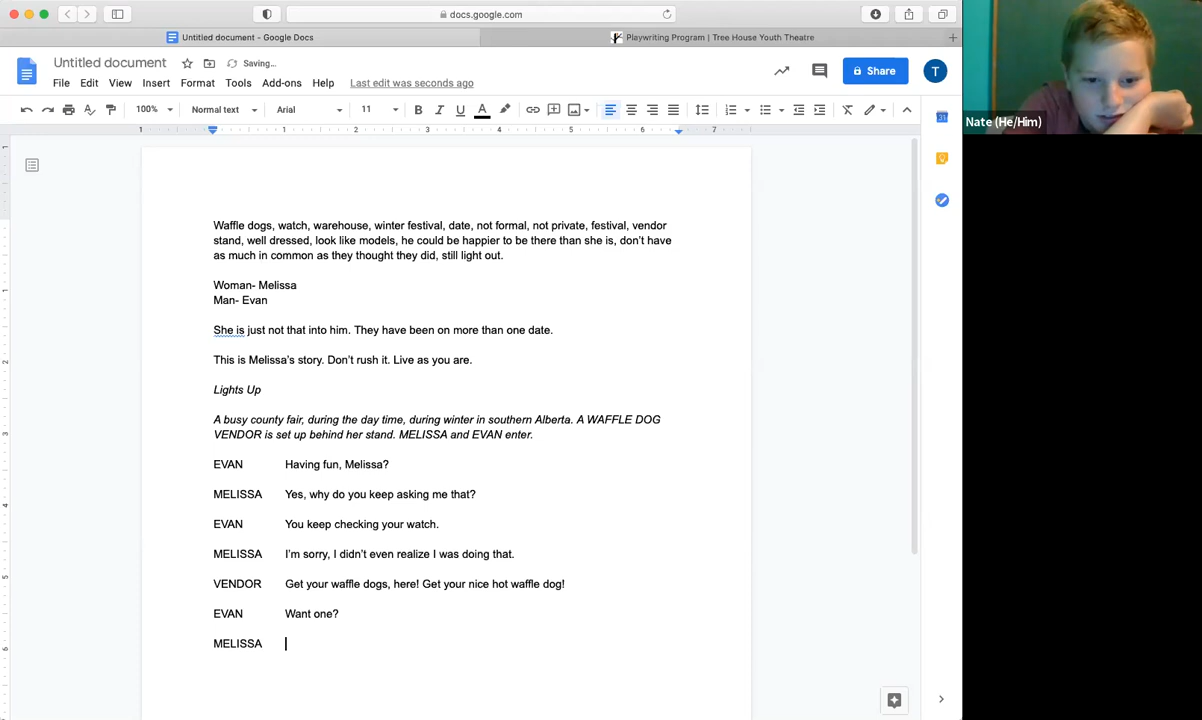 docs.google.com
Untitled document - Google Docs
Playwriting Program | Tree House Youth Theatre
Untitled document
Saving...
File Edit View Insert Format Tools Add-ons Help Last edit was seconds ago
Share
T
100% Normal text Arial 11 B I U A
1 1 2 3 4 5 6 7
31
Nate (He/Him)
Waffle dogs, watch, warehouse, winter festival, date, not formal, not private, festival, vendor
stand, well dressed, look like models, he could be happier to be there than she is, don't have
as much in common as they thought they did, still light out.
Woman- Melissa
Man- Evan
She is just not that into him. They have been on more than one date.
This is Melissa's story. Don't rush it. Live as you are.
Lights Up
A busy county fair, during the day time, during winter in southern Alberta. A WAFFLE DOG
VENDOR is set up behind her stand. MELISSA and EVAN enter.
EVAN Having fun, Melissa?
MELISSA Yes, why do you keep asking me that?
EVAN You keep checking your watch.
MELISSA I'm sorry, I didn't even realize I was doing that.
VENDOR Get your waffle dogs, here! Get your nice hot waffle dog!
EVAN Want one?
MELISSA